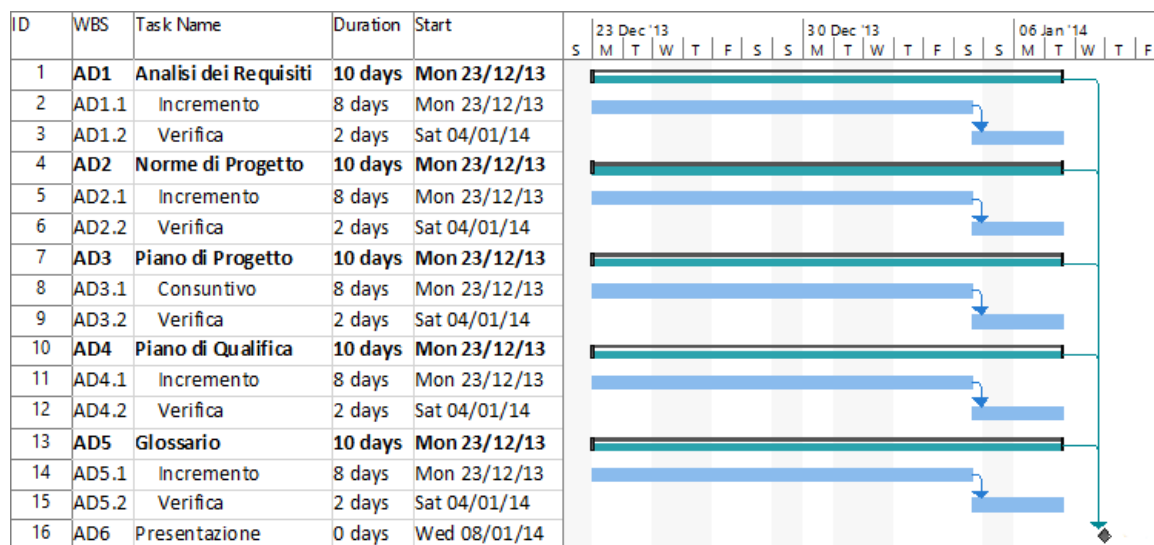 ID WBS Task Name Duration Start 23 Dec '13 30 Dec '13 06 Jan '14
S M T W T F S S M T W T F S S M T W T F
1 AD1 Analisi dei Requisiti 10 days Mon 23/12/13
2 AD1.1 Incremento 8 days Mon 23/12/13
3 AD1.2 Verifica 2 days Sat 04/01/14
4 AD2 Norme di Progetto 10 days Mon 23/12/13
5 AD2.1 Incremento 8 days Mon 23/12/13
6 AD2.2 Verifica 2 days Sat 04/01/14
7 AD3 Piano di Progetto 10 days Mon 23/12/13
8 AD3.1 Consuntivo 8 days Mon 23/12/13
9 AD3.2 Verifica 2 days Sat 04/01/14
10 AD4 Piano di Qualifica 10 days Mon 23/12/13
11 AD4.1 Incremento 8 days Mon 23/12/13
12 AD4.2 Verifica 2 days Sat 04/01/14
13 AD5 Glossario 10 days Mon 23/12/13
14 AD5.1 Incremento 8 days Mon 23/12/13
15 AD5.2 Verifica 2 days Sat 04/01/14
16 AD6 Presentazione 0 days Wed 08/01/14